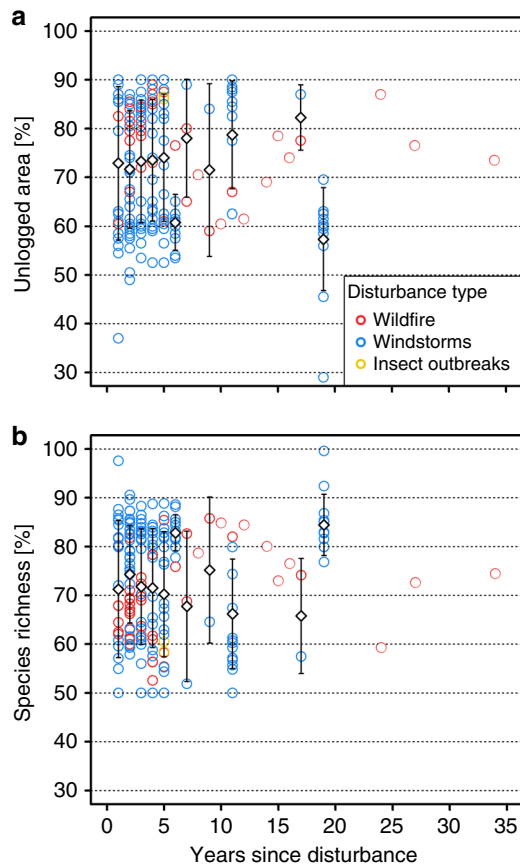 a
100
90
80
70
60
50
40
30
Unlogged area [%]
Disturbance type
Wildfire
Windstorms
Insect outbreaks
b
100
90
80
70
60
50
40
30
Species richness [%]
0 5 10 15 20 25 30 35
Years since disturbance